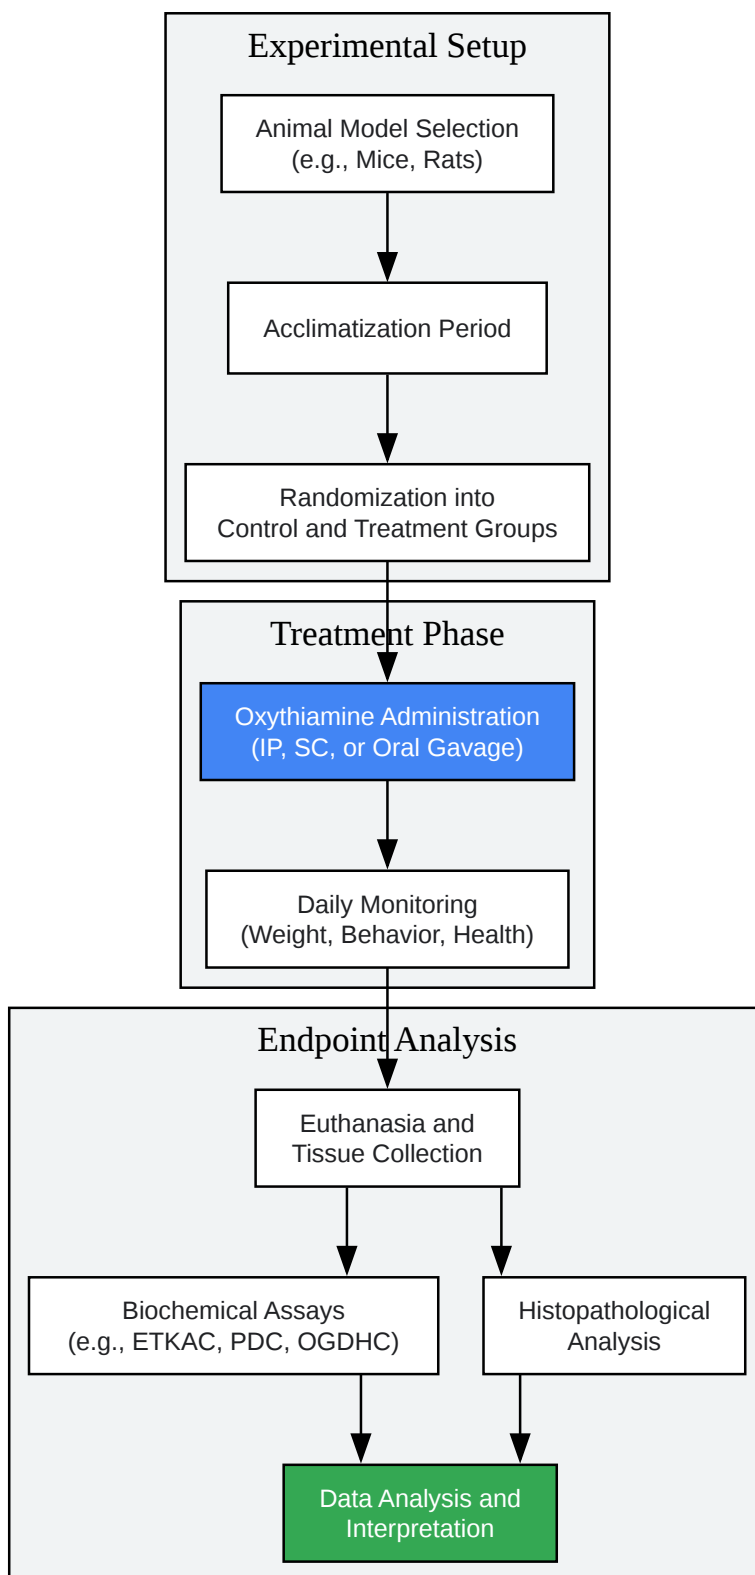 Experimental Setup
Animal Model Selection
(e.g., Mice, Rats)
Acclimatization Period
Randomization into
Control and Treatment Groups
Treatment Phase
Oxythiamine Administration
(IP, SC, or Oral Gavage)
Daily Monitoring
(Weight, Behavior, Health)
Endpoint Analysis
Euthanasia and
Tissue Collection
Biochemical Assays
(e.g., ETKAC, PDC, OGDHC)
Histopathological
Analysis
Data Analysis and
Interpretation